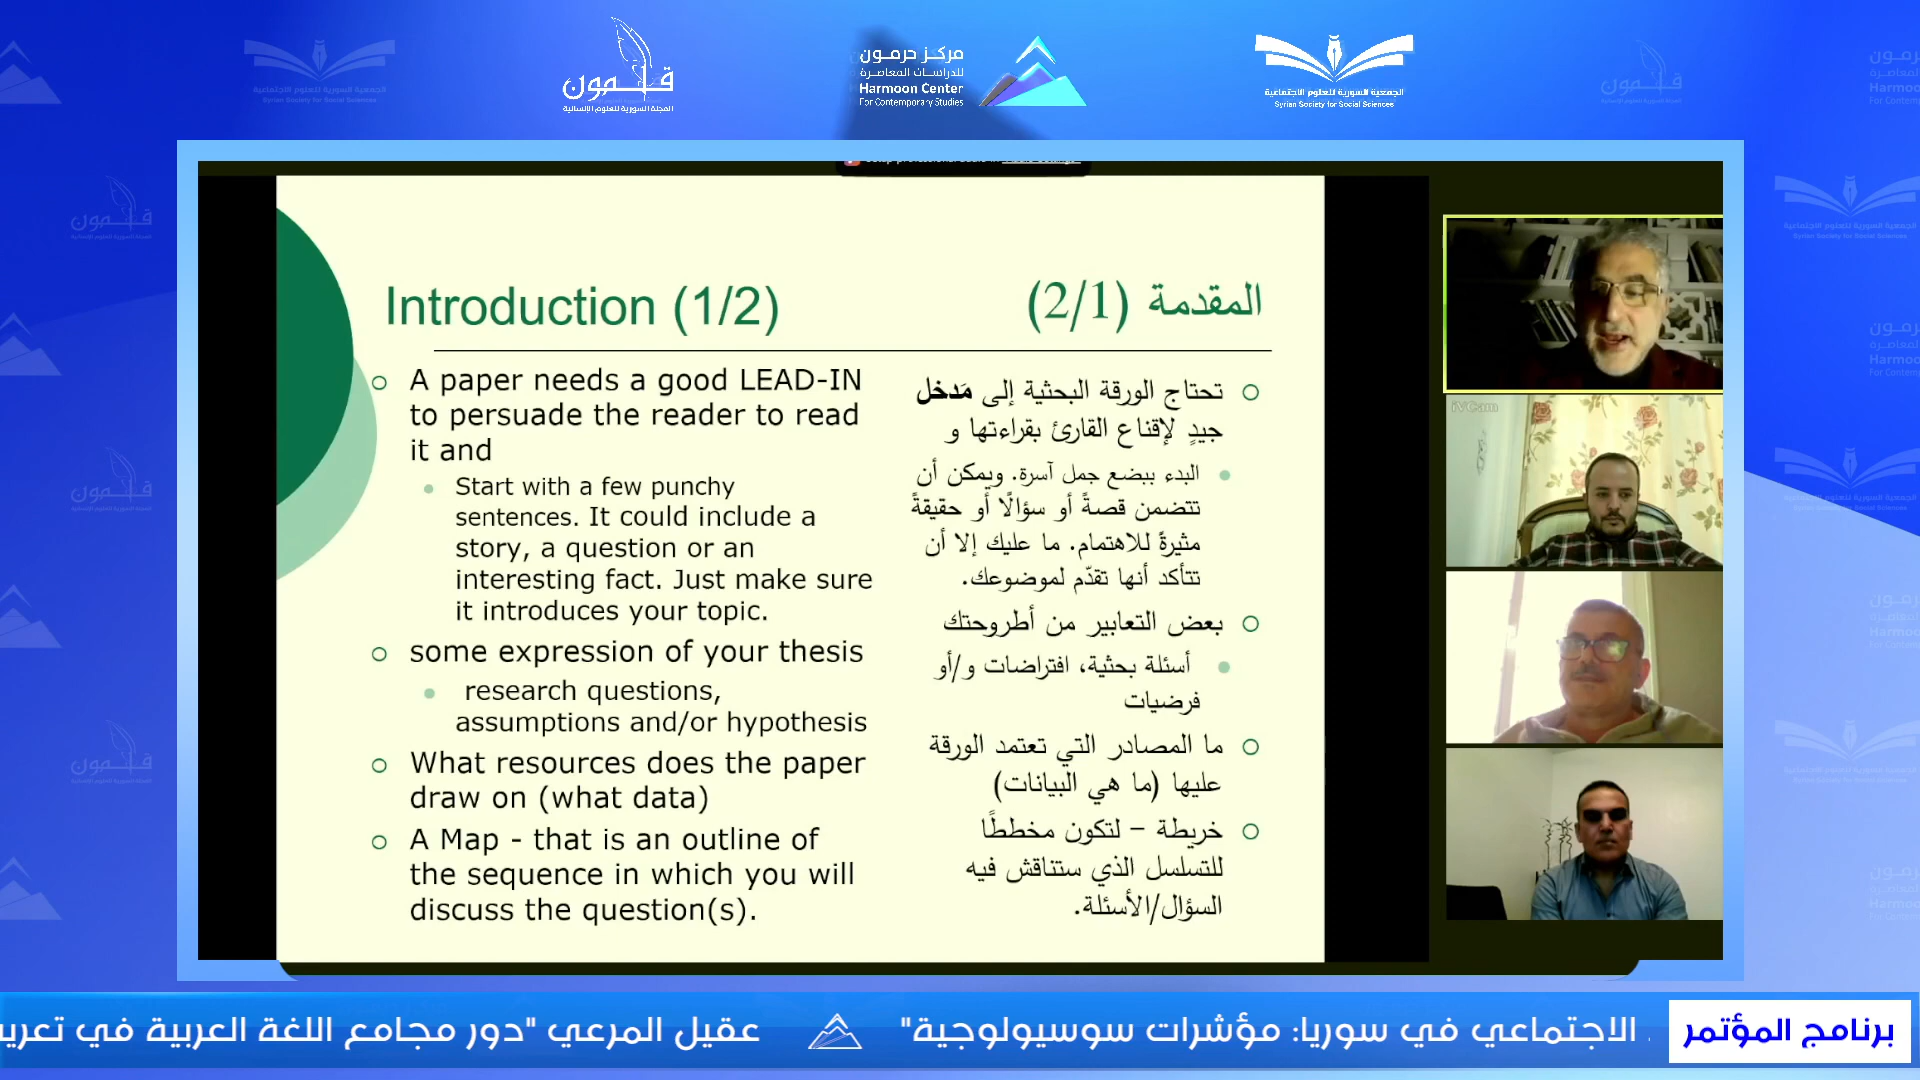 قلمون
المجلة السورية للعلوم الإنسانية
مركز حرمون
للدراسات المعاصرة
Harmoon Center
For Contemporary Studies
الجمعية السورية للعلوم الاجتماعية
Syrian Society for Social Sciences
Introduction (1/2)
المقدمة (2/1)
A paper needs a good LEAD-IN
to persuade the reader to read
it and
Start with a few punchy
sentences. It could include a
story, a question or an
interesting fact. Just make sure
it introduces your topic.
some expression of your thesis
research questions,
assumptions and/or hypothesis
What resources does the paper
draw on (what data)
A Map - that is an outline of
the sequence in which you will
discuss the question(s).
تحتاج الورقة البحثية إلى مَدخل
جيدٍ لإقناع القارئ بقراءتها و
البدء ببضع جمل آسرة. ويمكن أن
تتضمن قصةً أو سؤالًا أو حقيقةً
مثيرةً للاهتمام. ما عليك إلا أن
تتأكد أنها تقدّم لموضوعك.
بعض التعابير من أطروحتك
أسئلة بحثية، افتراضات و/أو
فرضيات
ما المصادر التي تعتمد الورقة
عليها (ما هي البيانات)
خريطة – لتكون مخططًا
للتسلسل الذي ستناقش فيه
السؤال/الأسئلة.
iVCam
برنامج المؤتمر
الاجتماعي في سوريا: مؤشرات سوسيولوجية"
عقيل المرعي "دور مجامع اللغة العربية في